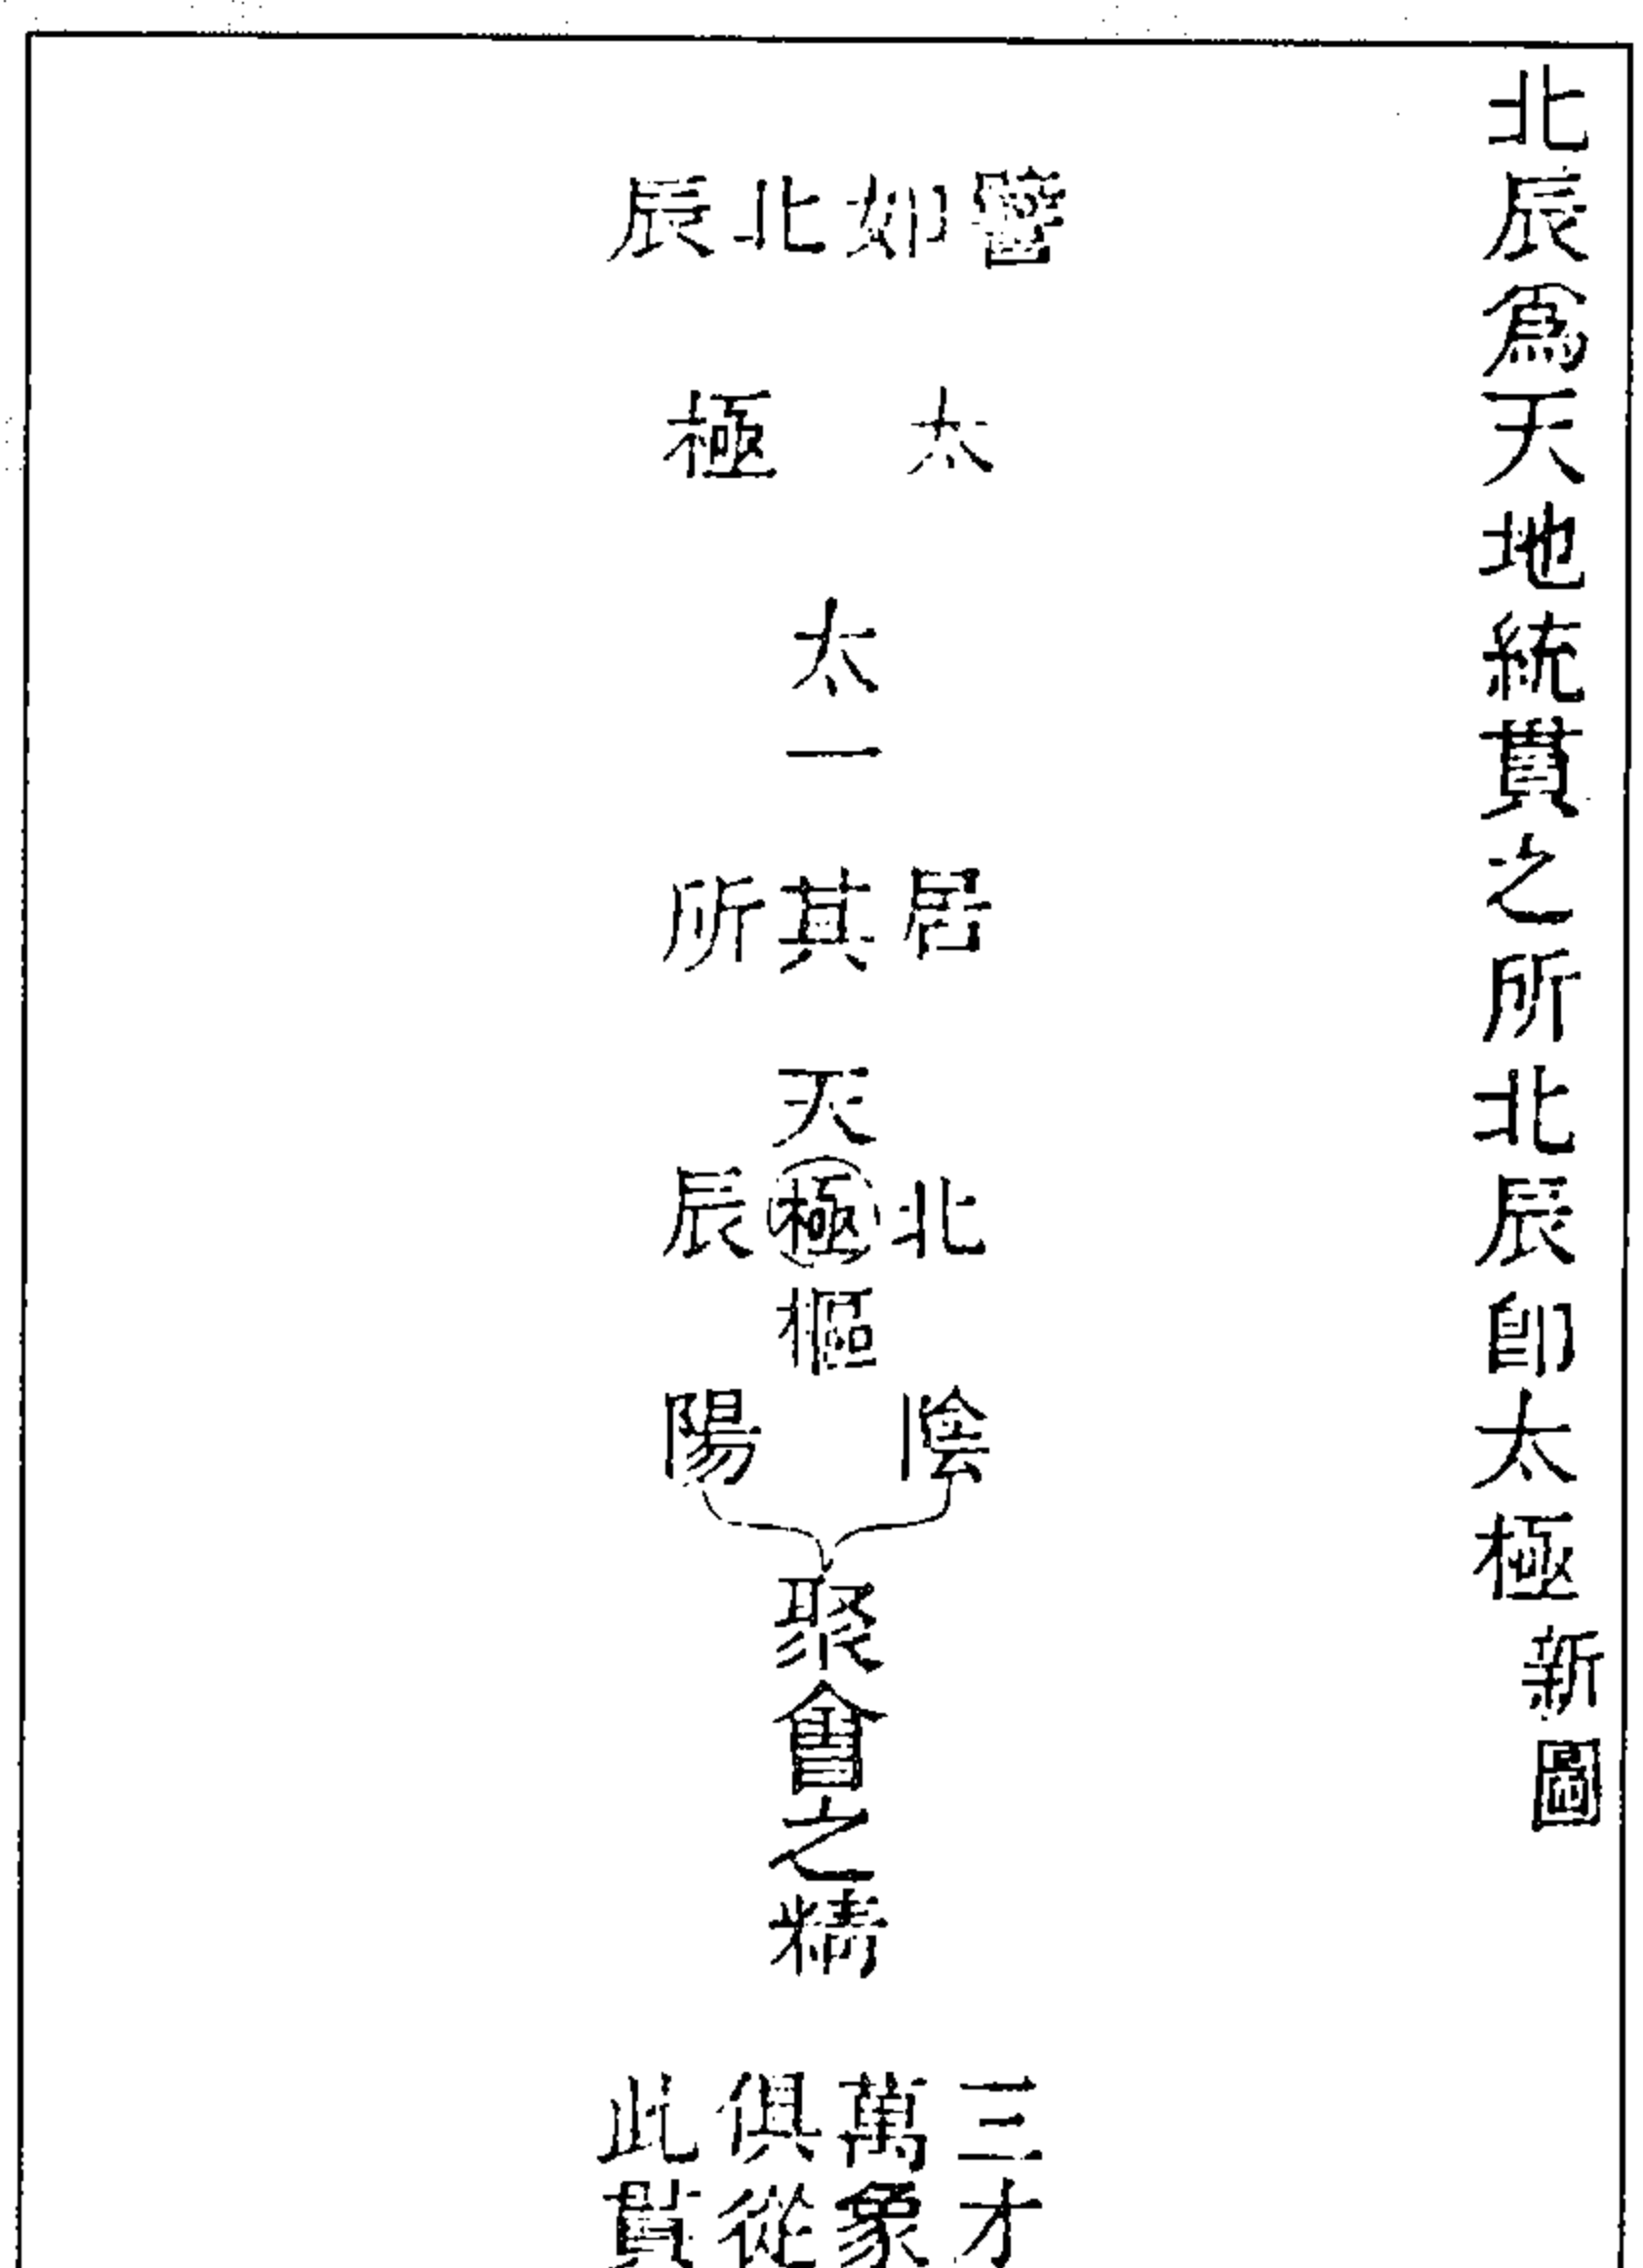 北辰爲天地統貫之所北辰卽太極新圖
譬如北辰
太極
太一
居其所
天極樞
北辰
陰陽
聚會之精
三才
萬象
俱從
此貫